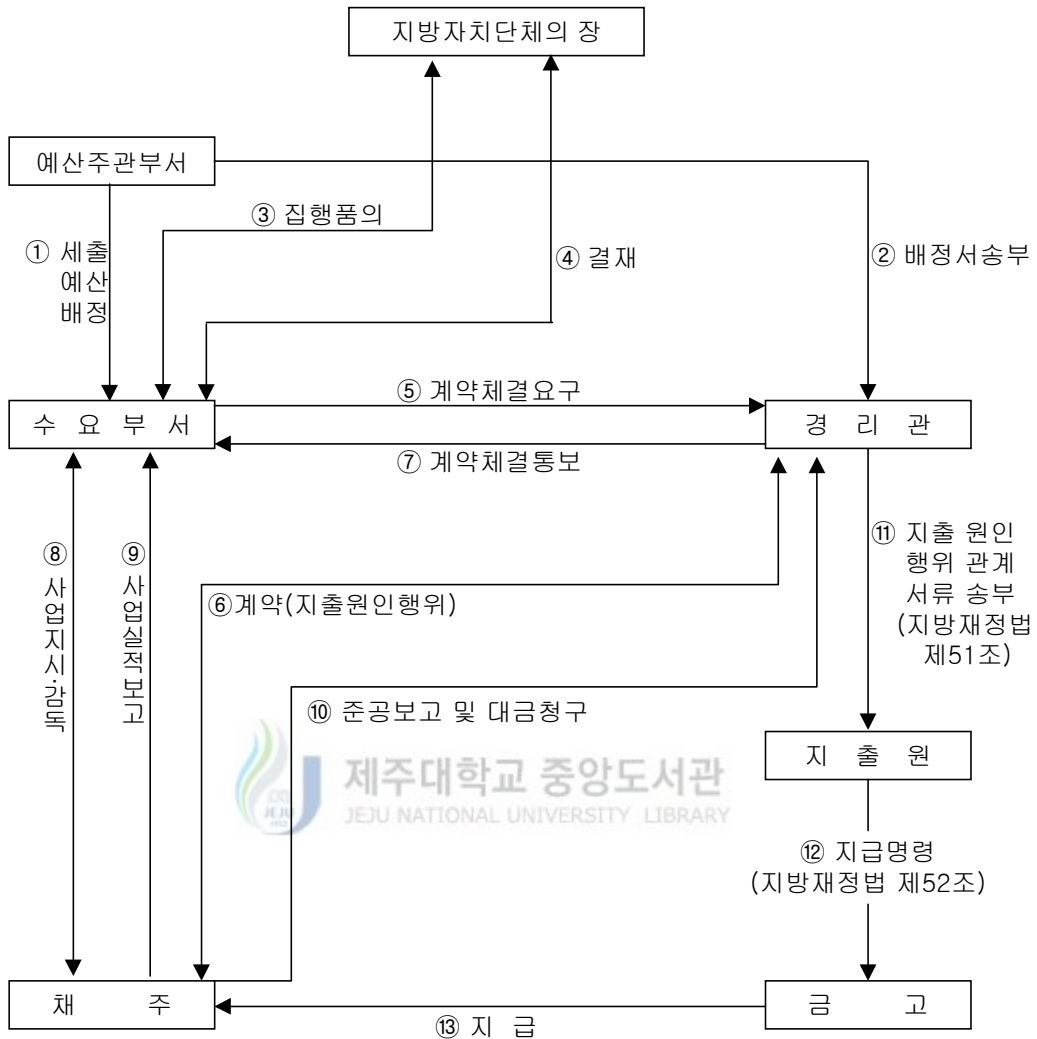 지방자치단체의 장
예산주관부서
③ 집행품의
① 세출
예산
배정
④ 결재
② 배정서송부
⑤ 계약체결요구
수 요 부 서
경 리 관
⑦ 계약체결통보
⑧ 사업지시·감독
⑨ 사업실적보고
⑪ 지출 원인
행위 관계
서류 송부
(지방재정법
제51조)
⑥계약(지출원인행위)
⑩ 준공보고 및 대금청구
지 출 원
제주대학교 중앙도서관
JEJU NATIONAL UNIVERSITY LIBRARY
JEJU
1952
⑫ 지급명령
(지방재정법 제52조)
채 주
금 고
⑬ 지 급